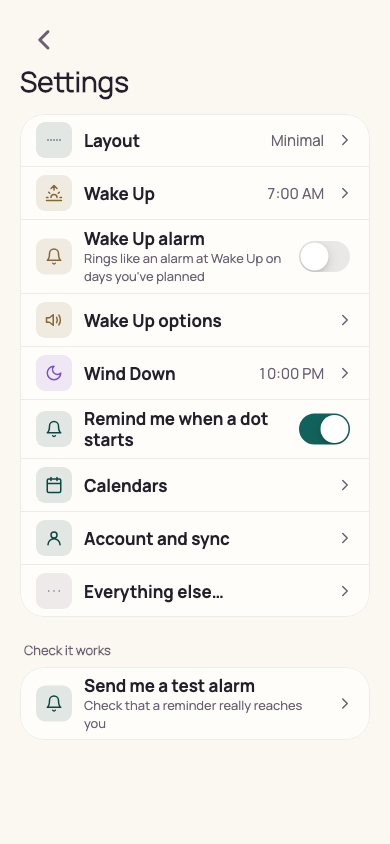 Settings
Layout
Minimal
Wake Up
7:00 AM
Wake Up alarm
Rings like an alarm at Wake Up on
days you've planned
Wake Up options
Wind Down
10:00 PM
Remind me when a dot
starts
Calendars
Account and sync
Everything else...
Check it works
Send me a test alarm
Check that a reminder really reaches
you